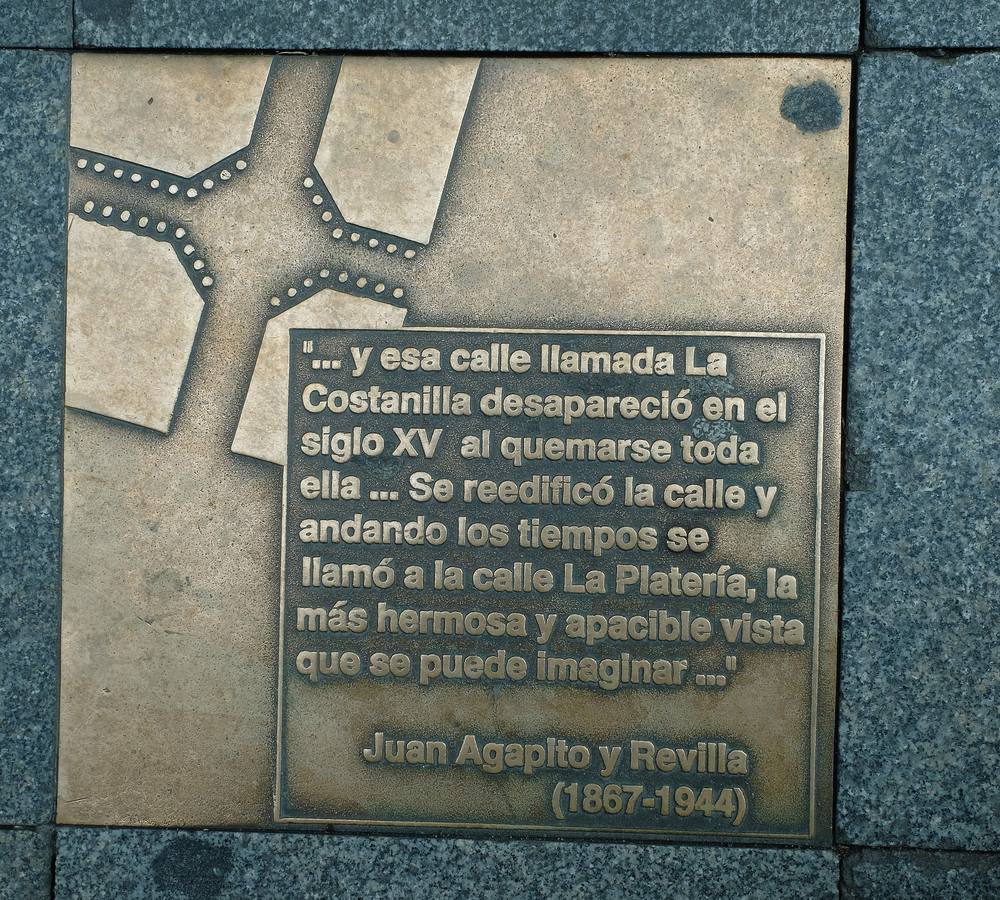 "... y esa calle llamada La
Costanilla desapareció en el
siglo XV al quemarse toda
ella ... Se reedificó la calle y
andando los tiempos se
llamó a la calle La Platería, la
más hermosa y apacible vista
que se puede imaginar ..."
Juan Agapito y Revilla
(1867-1944)